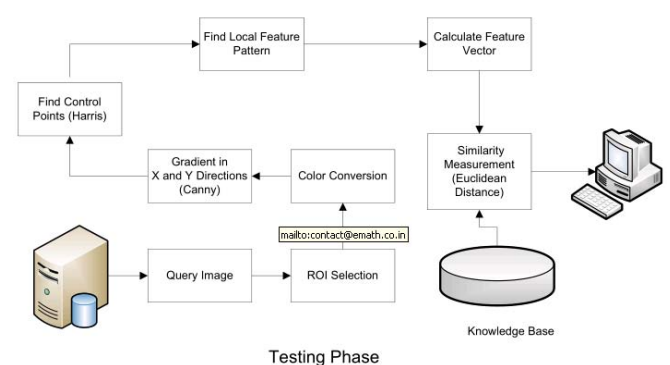 Find Local Feature
Pattern
Calculate Feature
Vector
Find Control
Points (Harris)
Gradient in
X and Y Directions
(Canny)
Color Conversion
Similarity
Measurement
(Euclidean
Distance)
mailto:contact@emath.co.in
Query Image
ROI Selection
Knowledge Base
Testing Phase